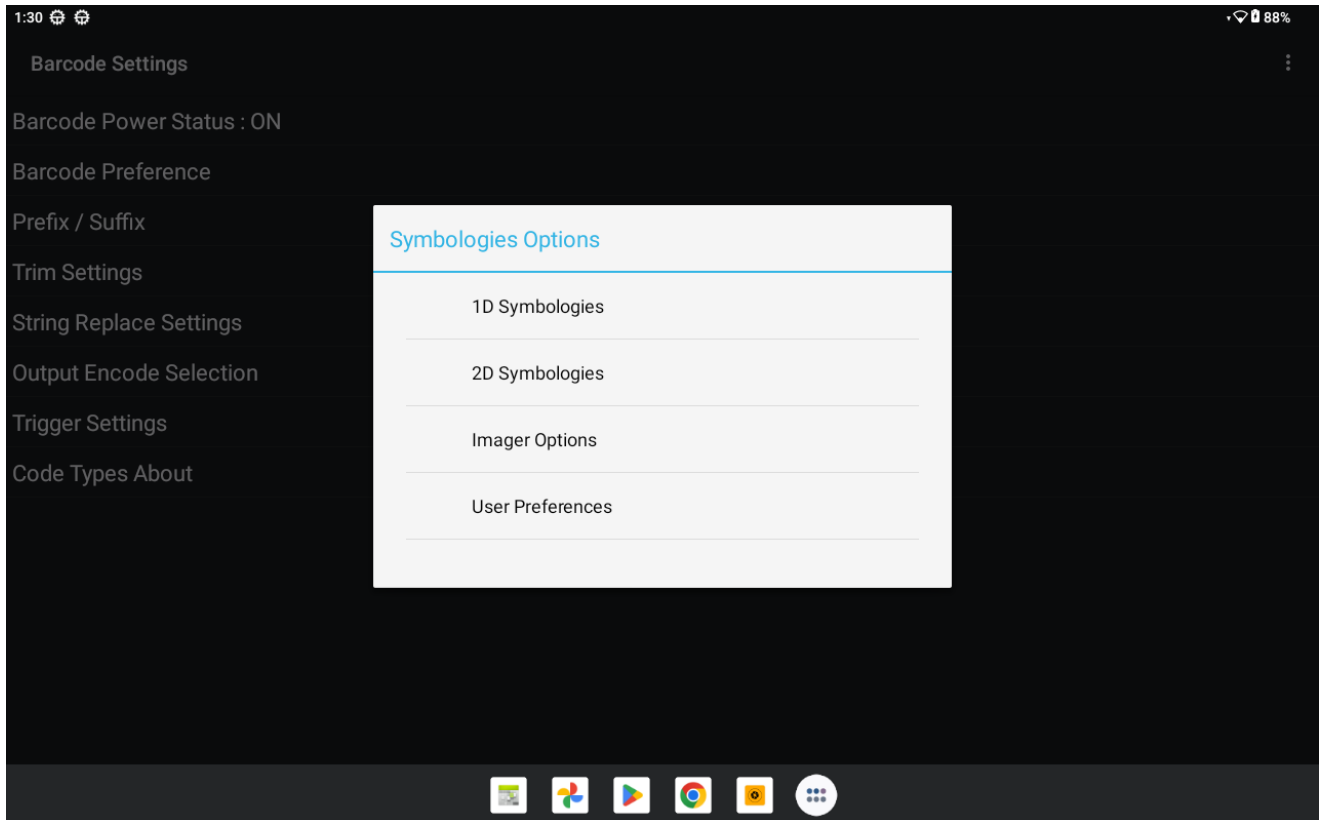 1:30
88%
Barcode Settings
Barcode Power Status : ON
Barcode Preference
Prefix / Suffix
Trim Settings
String Replace Settings
Output Encode Selection
Trigger Settings
Code Types About
Symbologies Options
1D Symbologies
2D Symbologies
Imager Options
User Preferences